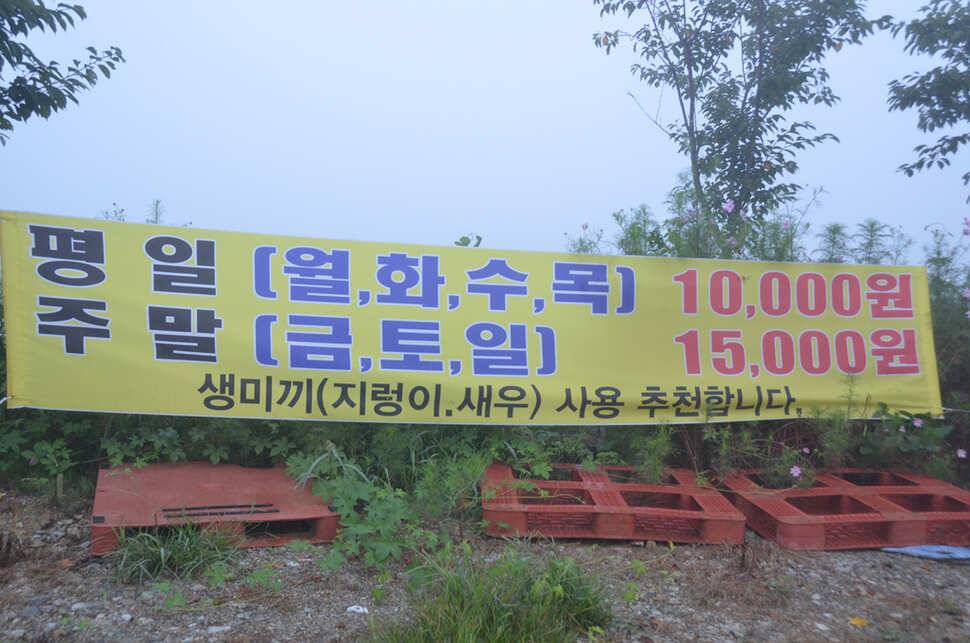 평 일 (월,화,수,목) 10,000원
주 말 (금,토,일) 15,000원
생미끼(지렁이.새우) 사용 추천합니다.